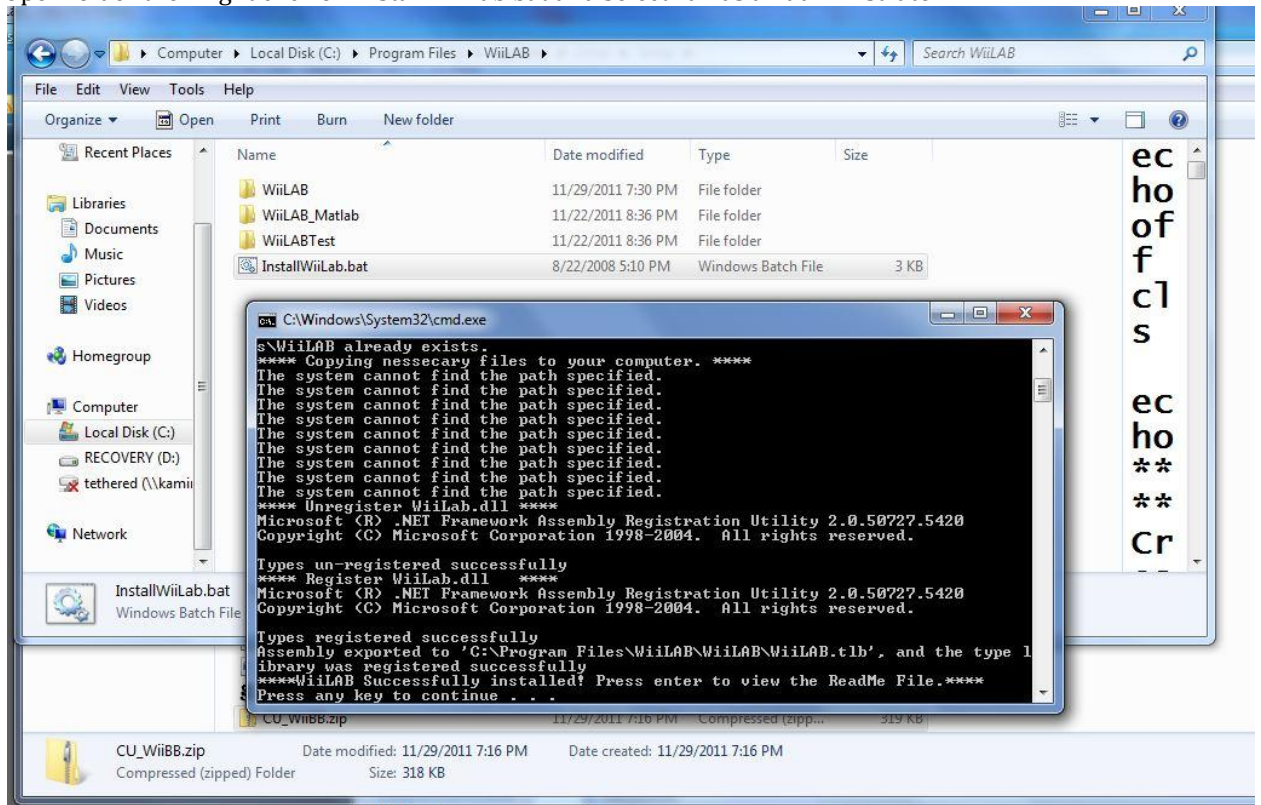 Computer ▸ Local Disk (C:) ▸ Program Files ▸ WiiLAB ▸
Search WiiLAB
File Edit View Tools Help
Organize Open Print Burn New folder
Recent Places
Libraries
Documents
Music
Pictures
Videos
Homegroup
Computer
Local Disk (C:)
RECOVERY (D:)
tethered (\\kamin
Network
Name Date modified Type Size
WiiLAB 11/29/2011 7:30 PM File folder
WiiLAB_Matlab 11/22/2011 8:36 PM File folder
WiiLABTest 11/22/2011 8:36 PM File folder
InstallWiiLab.bat 8/22/2008 5:10 PM Windows Batch File 3 KB
ec
ho
of
f
cl
s
ec
ho
**
**
Cr
C:\Windows\System32\cmd.exe
s\WiiLAB already exists.
**** Copying nessecary files to your computer. ****
The system cannot find the path specified.
The system cannot find the path specified.
The system cannot find the path specified.
The system cannot find the path specified.
The system cannot find the path specified.
The system cannot find the path specified.
The system cannot find the path specified.
The system cannot find the path specified.
The system cannot find the path specified.
**** Unregister WiiLab.dll ****
Microsoft (R) .NET Framework Assembly Registration Utility 2.0.50727.5420
Copyright (C) Microsoft Corporation 1998-2004. All rights reserved.
Types un-registered successfully
**** Register WiiLab.dll ****
Microsoft (R) .NET Framework Assembly Registration Utility 2.0.50727.5420
Copyright (C) Microsoft Corporation 1998-2004. All rights reserved.
Types registered successfully
Assembly exported to 'C:\Program Files\WiiLAB\WiiLAB\WiiLAB.tlb', and the type l
ibrary was registered successfully
****WiiLAB Successfully installed! Press enter to view the ReadMe File.****
Press any key to continue . . .
InstallWiiLab.bat
Windows Batch File
CU_WiiBB.zip 11/29/2011 7:16 PM Compressed (zipp... 319 KB
CU_WiiBB.zip Date modified: 11/29/2011 7:16 PM Date created: 11/29/2011 7:16 PM
Compressed (zipped) Folder Size: 318 KB